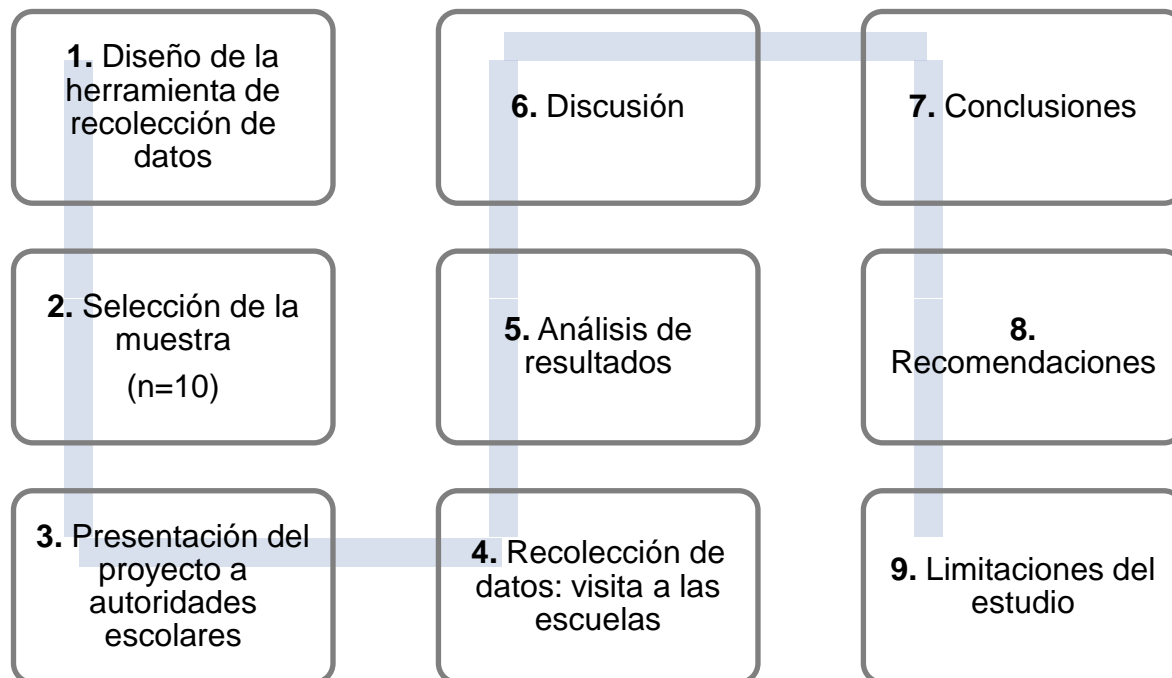 1. Diseño de la
herramienta de
recolección de
datos
2. Selección de la
muestra
(n=10)
3. Presentación del
proyecto a
autoridades
escolares
4. Recolección de
datos: visita a las
escuelas
5. Análisis de
resultados
6. Discusión
7. Conclusiones
8.
Recomendaciones
9. Limitaciones del
estudio